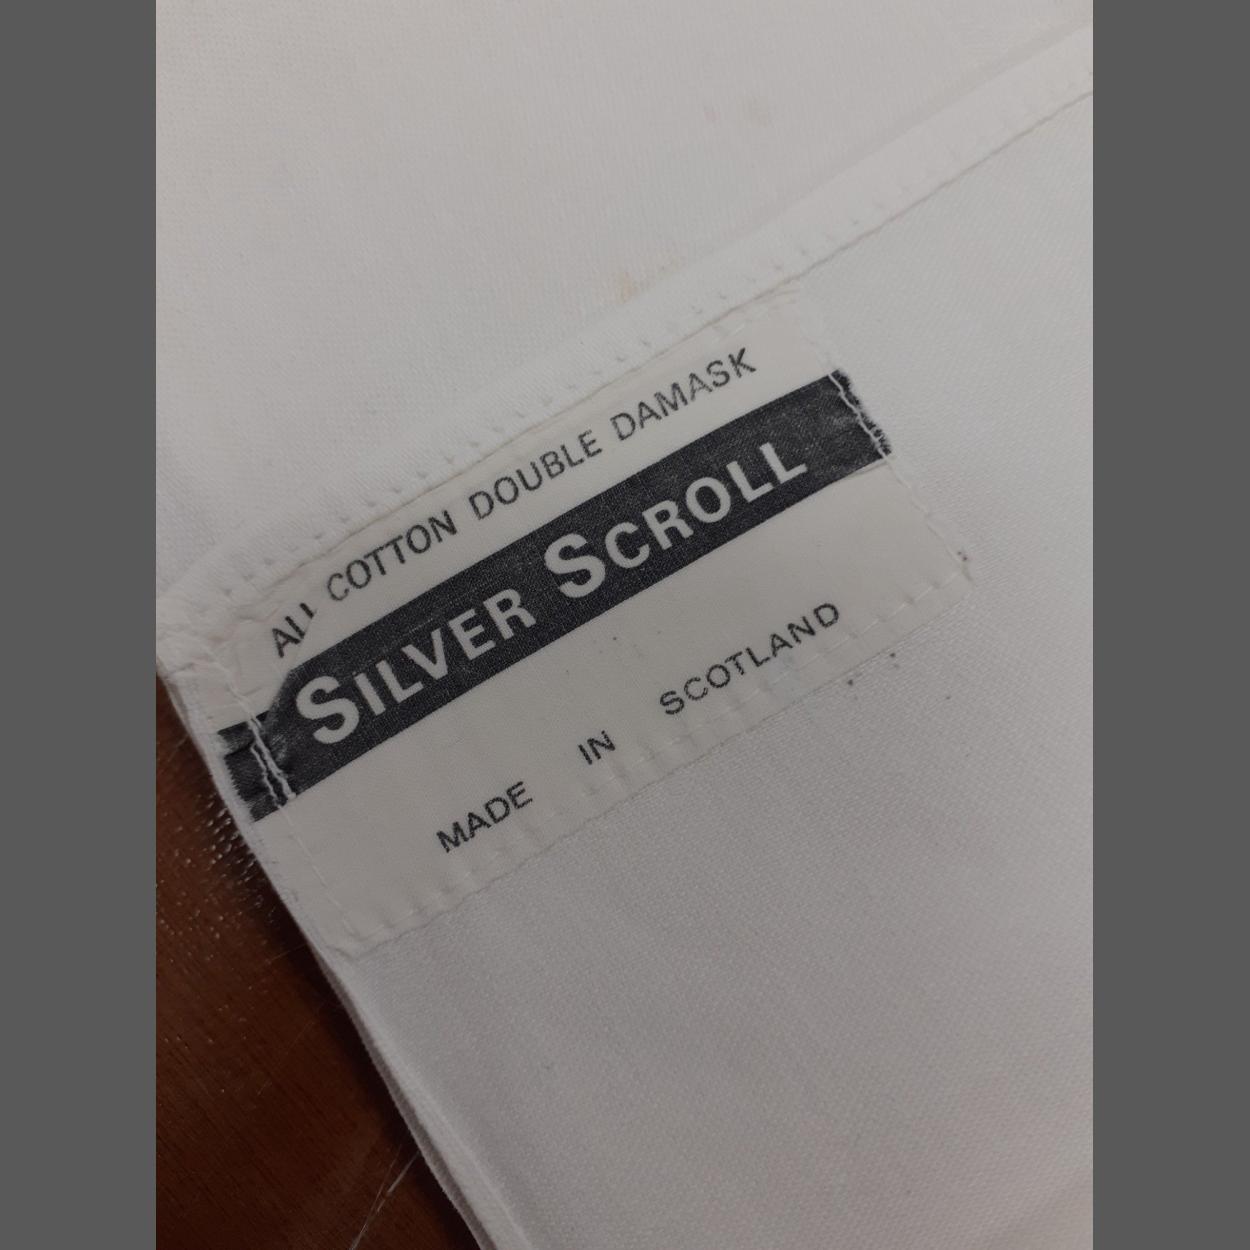 ALL COTTON DOUBLE DAMASK
SILVER SCROLL
MADE IN SCOTLAND